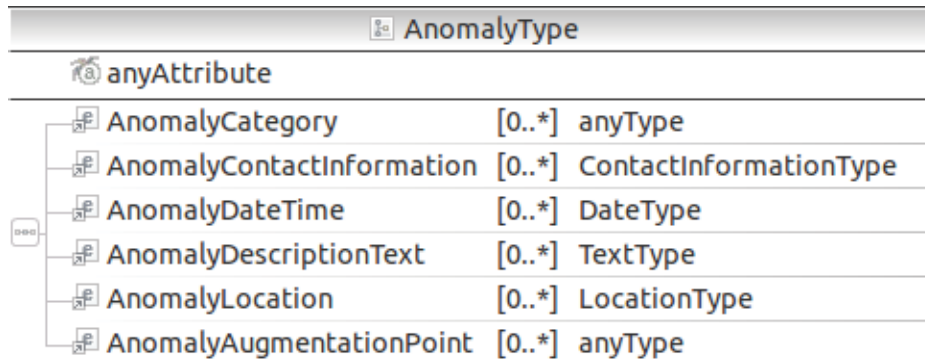 AnomalyType
anyAttribute
AnomalyCategory [0..*] anyType
AnomalyContactInformation [0..*] ContactInformationType
AnomalyDateTime [0..*] DateType
AnomalyDescriptionText [0..*] TextType
AnomalyLocation [0..*] LocationType
AnomalyAugmentationPoint [0..*] anyType